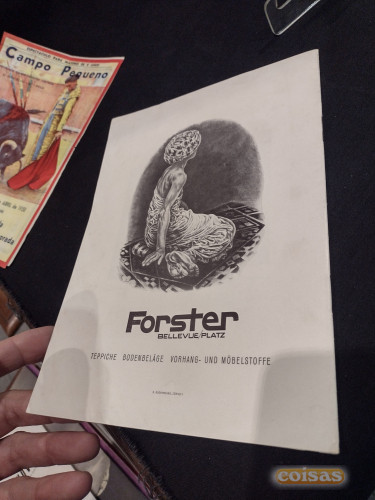 Campo Pequeno
Forster
BELLEVUE/PLATZ
TEPPICHE BODENBELÄGE VORHANG- UND MÖBELSTOFFE
coisas